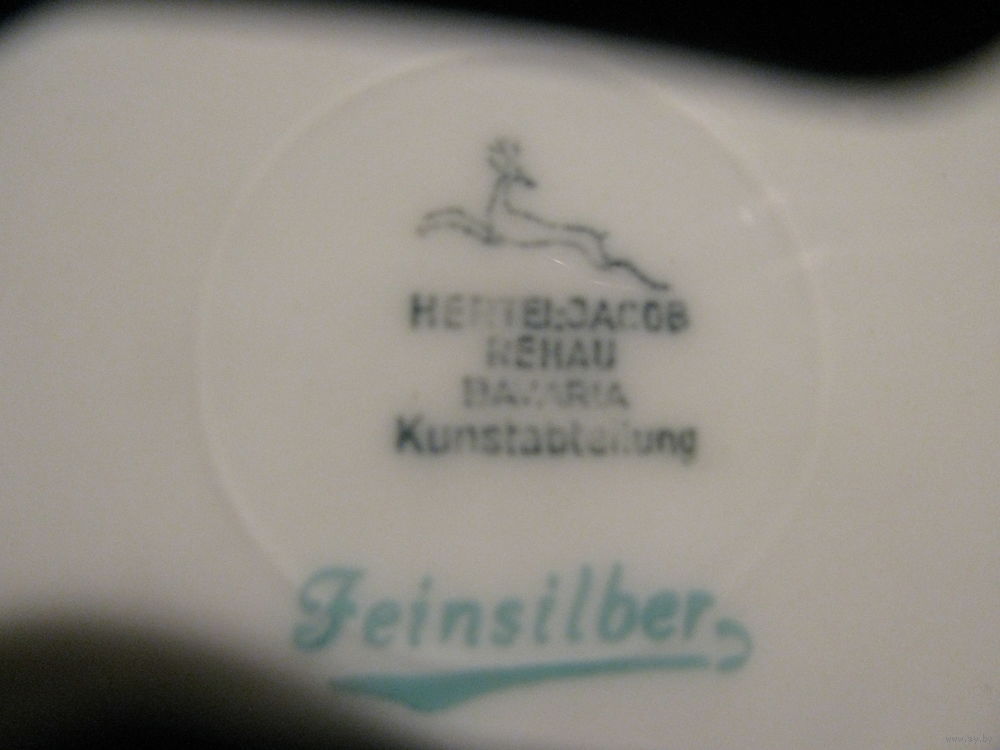 HERTEL-JACOB
REHAU
BAVARIA
Kunstabteilung
Feinsilber